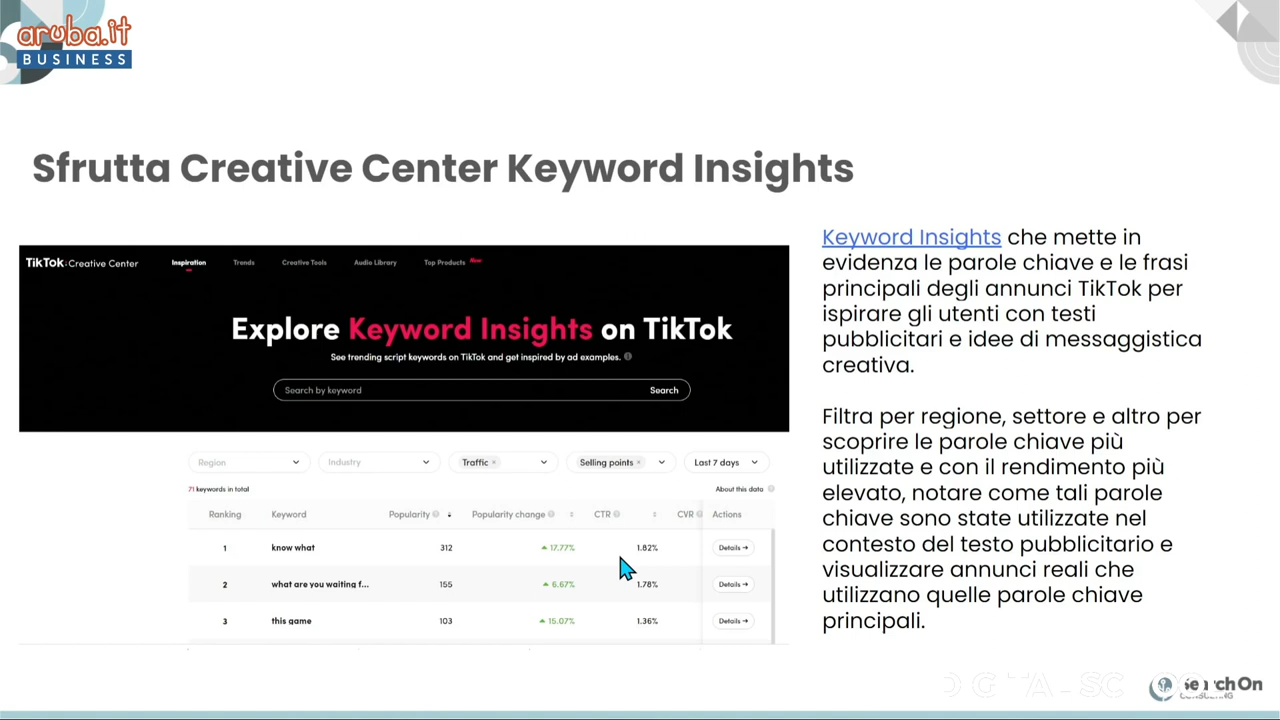 aruba.it
BUSINESS
Sfrutta Creative Center Keyword Insights
TikTok: Creative Center
Inspiration
Trends
Creative Tools
Audio Library
Top Products
New
Explore Keyword Insights on TikTok
See trending script keywords on TikTok and get inspired by ad examples.
Search by keyword
Search
Region
Industry
Traffic ×
Selling points ×
Last 7 days
71 keywords in total
About this data
Ranking Keyword Popularity Popularity change CTR CVR Actions
1 know what 312 17.77% 1.82% Details →
2 what are you waiting f... 155 6.67% 1.78% Details →
3 this game 103 15.07% 1.36% Details →
Keyword Insights che mette in
evidenza le parole chiave e le frasi
principali degli annunci TikTok per
ispirare gli utenti con testi
pubblicitari e idee di messaggistica
creativa.
Filtra per regione, settore e altro per
scoprire le parole chiave più
utilizzate e con il rendimento più
elevato, notare come tali parole
chiave sono state utilizzate nel
contesto del testo pubblicitario e
visualizzare annunci reali che
utilizzano quelle parole chiave
principali.
SearchOn